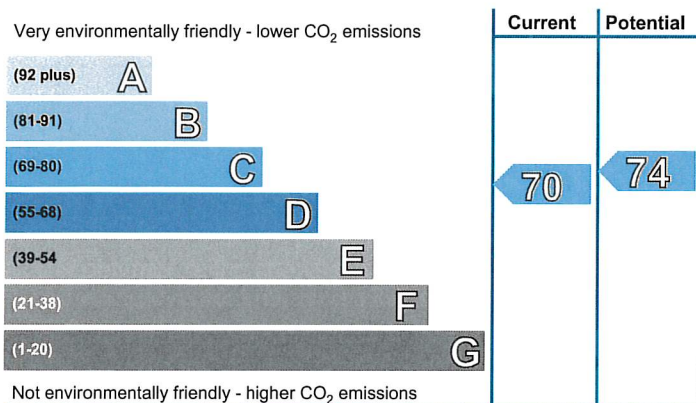 Very environmentally friendly - lower CO₂ emissions
Current
Potential
(92 plus) A
(81-91) B
(69-80) C
(55-68) D
(39-54 E
(21-38) F
(1-20) G
70
74
Not environmentally friendly - higher CO₂ emissions